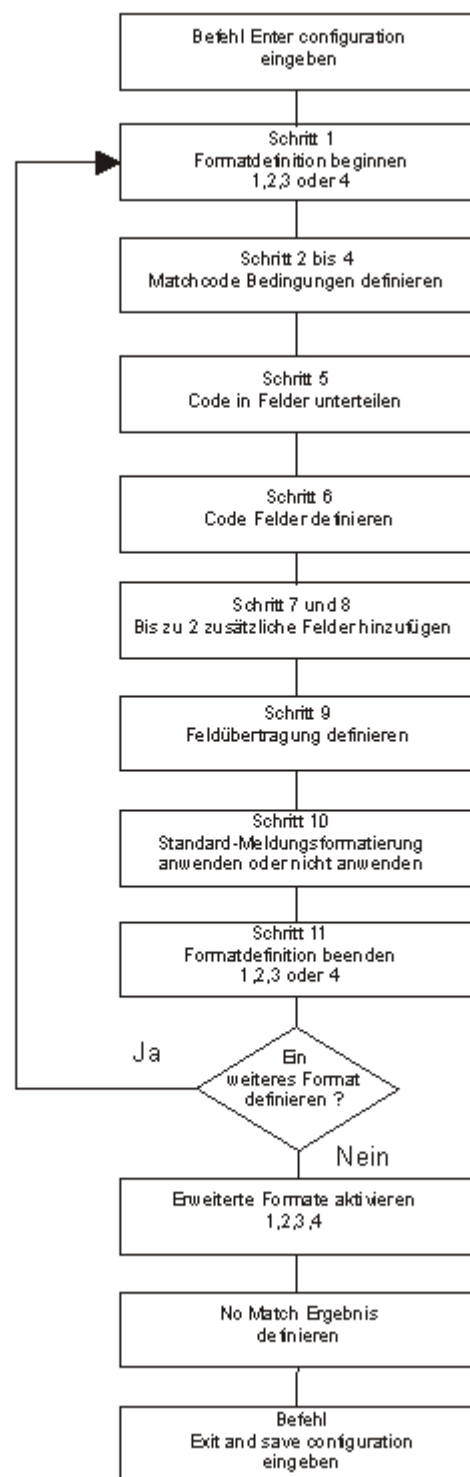 Befehl Enter configuration
eingeben
Schritt 1
Formatdefinition beginnen
1,2,3 oder 4
Schritt 2 bis 4
Matchcode Bedingungen definieren
Schritt 5
Code in Felder unterteilen
Schritt 6
Code Felder definieren
Schritt 7 und 8
Bis zu 2 zusätzliche Felder hinzufügen
Schritt 9
Feldübertragung definieren
Schritt 10
Standard-Meldungsformatierung
anwenden oder nicht anwenden
Schritt 11
Formatdefinition beenden
1,2,3 oder 4
Ja
Ein
weiteres Format
definieren ?
Nein
Erweiterte Formate aktivieren
1,2,3,4
No Match Ergebnis
definieren
Befehl
Exit and save configuration
eingeben